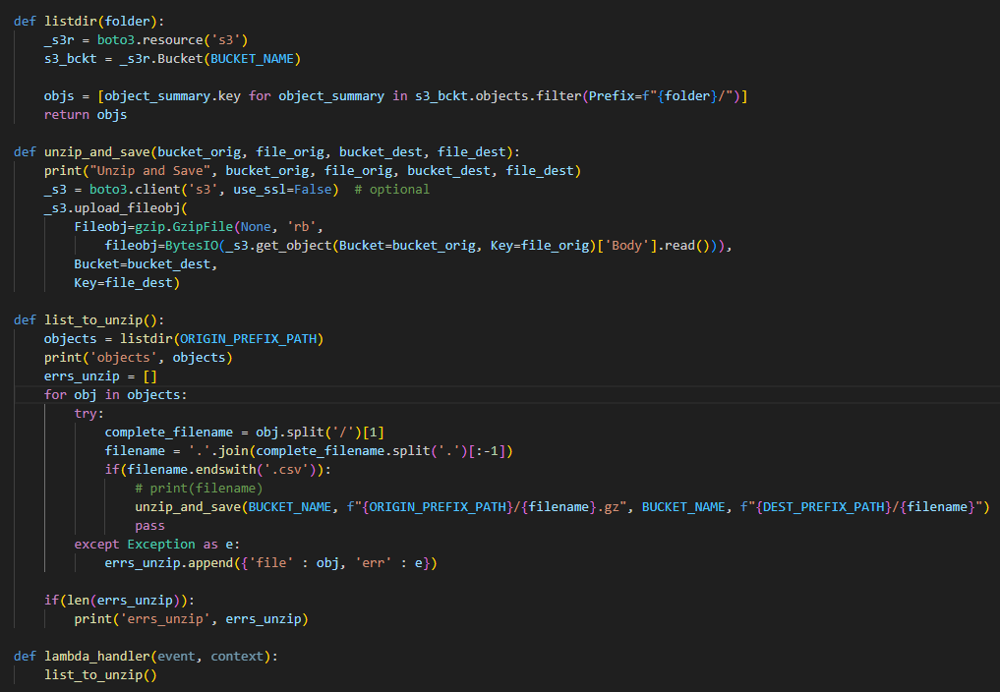 def listdir(folder):
    _s3r = boto3.resource('s3')
    s3_bckt = _s3r.Bucket(BUCKET_NAME)

    objs = [object_summary.key for object_summary in s3_bckt.objects.filter(Prefix=f"{folder}/")]
    return objs

def unzip_and_save(bucket_orig, file_orig, bucket_dest, file_dest):
    print("Unzip and Save", bucket_orig, file_orig, bucket_dest, file_dest)
    _s3 = boto3.client('s3', use_ssl=False)  # optional
    _s3.upload_fileobj(
        Fileobj=gzip.GzipFile(None, 'rb',
            fileobj=BytesIO(_s3.get_object(Bucket=bucket_orig, Key=file_orig)['Body'].read())),
        Bucket=bucket_dest,
        Key=file_dest)

def list_to_unzip():
    objects = listdir(ORIGIN_PREFIX_PATH)
    print('objects', objects)
    errs_unzip = []
    for obj in objects:
        try:
            complete_filename = obj.split('/')[1]
            filename = '.'.join(complete_filename.split('.')[:-1])
            if(filename.endswith('.csv')):
                # print(filename)
                unzip_and_save(BUCKET_NAME, f"{ORIGIN_PREFIX_PATH}/{filename}.gz", BUCKET_NAME, f"{DEST_PREFIX_PATH}/{filename}")
                pass
        except Exception as e:
            errs_unzip.append({'file' : obj, 'err' : e})

    if(len(errs_unzip)):
        print('errs_unzip', errs_unzip)

def lambda_handler(event, context):
    list_to_unzip()